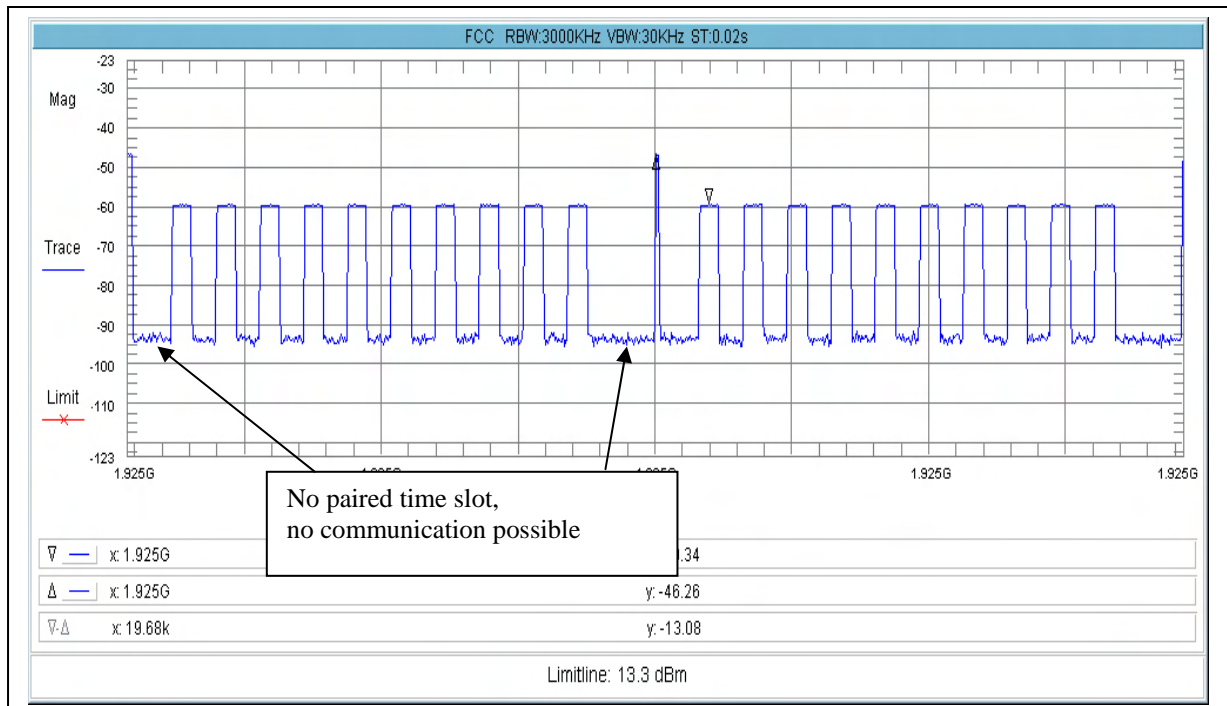 FCC RBW:3000KHz VBW:30KHz ST:0.02s
-23
Mag
-30
-40
-50
-60
Trace
-70
-80
-90
-100
Limit
-110
-123
1.925G 1.925G 1.925G
No paired time slot,
no communication possible
x: 1.925G .34
x: 1.925G y: -46.26
∇-Δ x: 19.68k y: -13.08
Limitline: 13.3 dBm